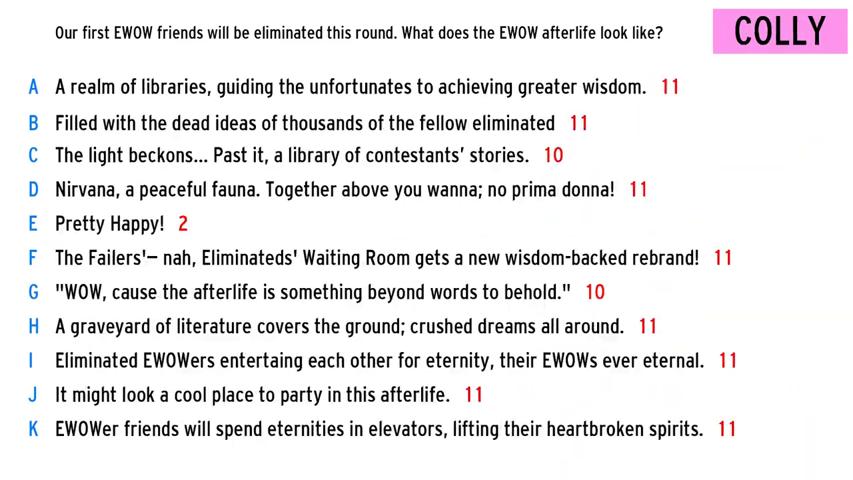 Our first EWOW friends will be eliminated this round. What does the EWOW afterlife look like?
COLLY
A A realm of libraries, guiding the unfortunates to achieving greater wisdom. 11
B Filled with the dead ideas of thousands of the fellow eliminated 11
C The light beckons... Past it, a library of contestants' stories. 10
D Nirvana, a peaceful fauna. Together above you wanna; no prima donna! 11
E Pretty Happy! 2
F The Failers'— nah, Eliminateds' Waiting Room gets a new wisdom-backed rebrand! 11
G "WOW, cause the afterlife is something beyond words to behold." 10
H A graveyard of literature covers the ground; crushed dreams all around. 11
I Eliminated EWOWers entertaing each other for eternity, their EWOWs ever eternal. 11
J It might look a cool place to party in this afterlife. 11
K EWOWer friends will spend eternities in elevators, lifting their heartbroken spirits. 11